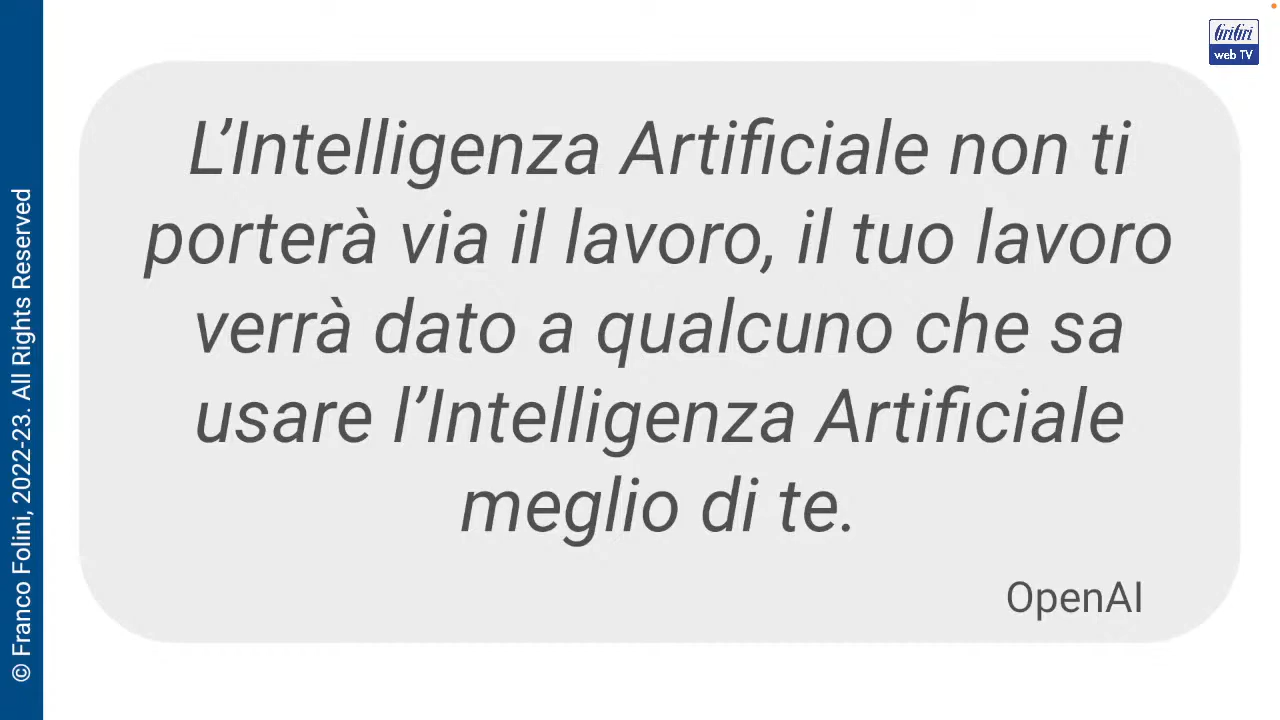 GriGri
web TV
L’Intelligenza Artificiale non ti
porterà via il lavoro, il tuo lavoro
verrà dato a qualcuno che sa
usare l’Intelligenza Artificiale
meglio di te.
OpenAI
© Franco Folini, 2022-23. All Rights Reserved